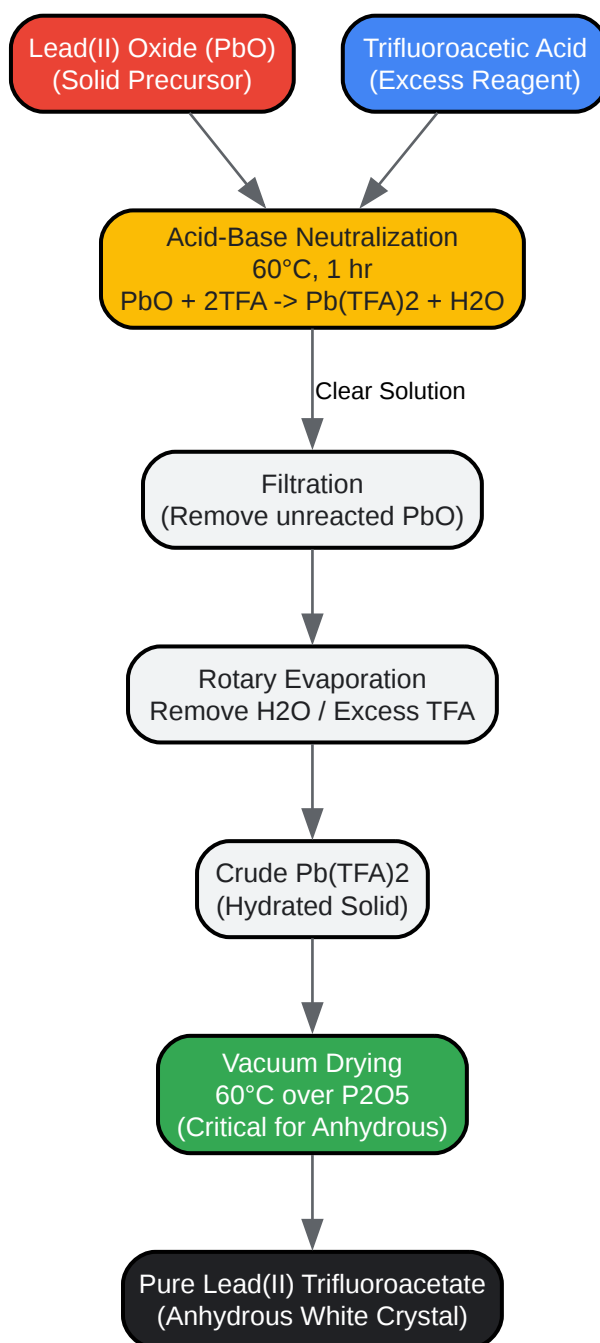 Lead(II) Oxide (PbO)
(Solid Precursor)
Trifluoroacetic Acid
(Excess Reagent)
Acid-Base Neutralization
60°C, 1 hr
PbO + 2TFA -> Pb(TFA)2 + H2O
Clear Solution
Filtration
(Remove unreacted PbO)
Rotary Evaporation
Remove H2O / Excess TFA
Crude Pb(TFA)2
(Hydrated Solid)
Vacuum Drying
60°C over P2O5
(Critical for Anhydrous)
Pure Lead(II) Trifluoroacetate
(Anhydrous White Crystal)